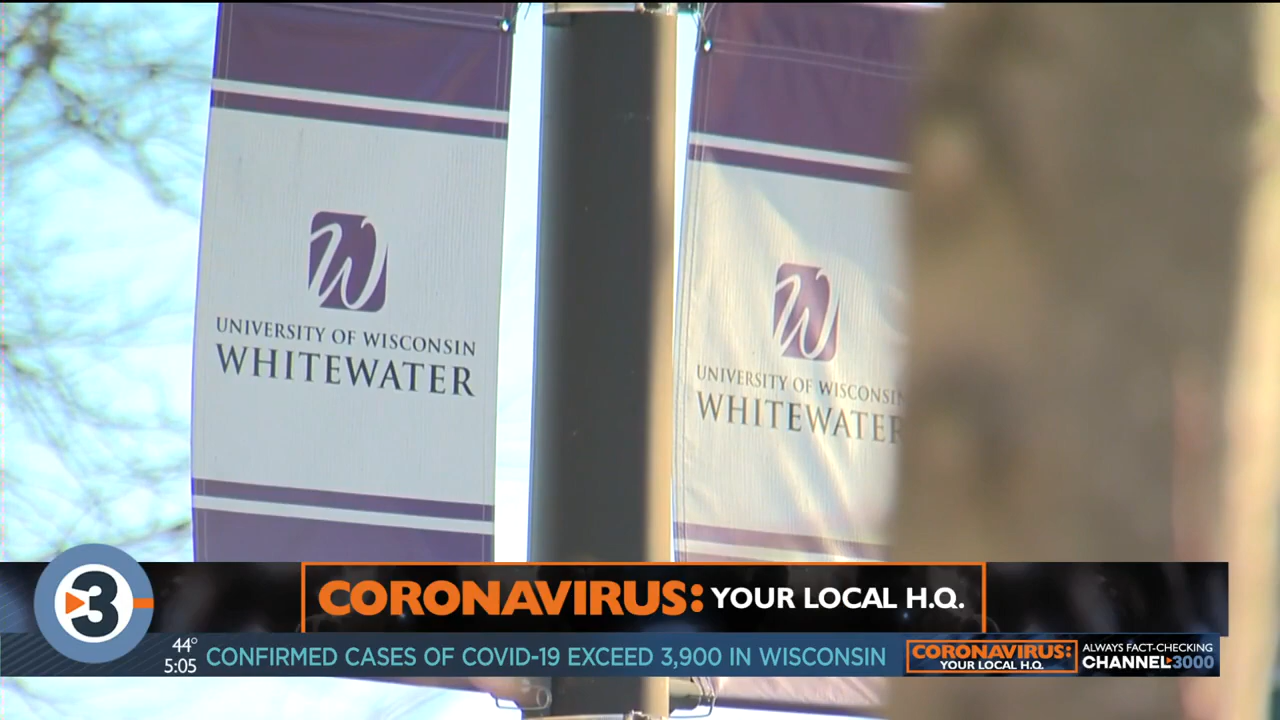 W
UNIVERSITY OF WISCONSIN
WHITEWATER
W
UNIVERSITY OF WISCONSIN
WHITEWATER
3
CORONAVIRUS: YOUR LOCAL H.Q.
44°
5:05
CONFIRMED CASES OF COVID-19 EXCEED 3,900 IN WISCONSIN
CORONAVIRUS:
YOUR LOCAL H.Q.
ALWAYS FACT-CHECKING
CHANNEL3000